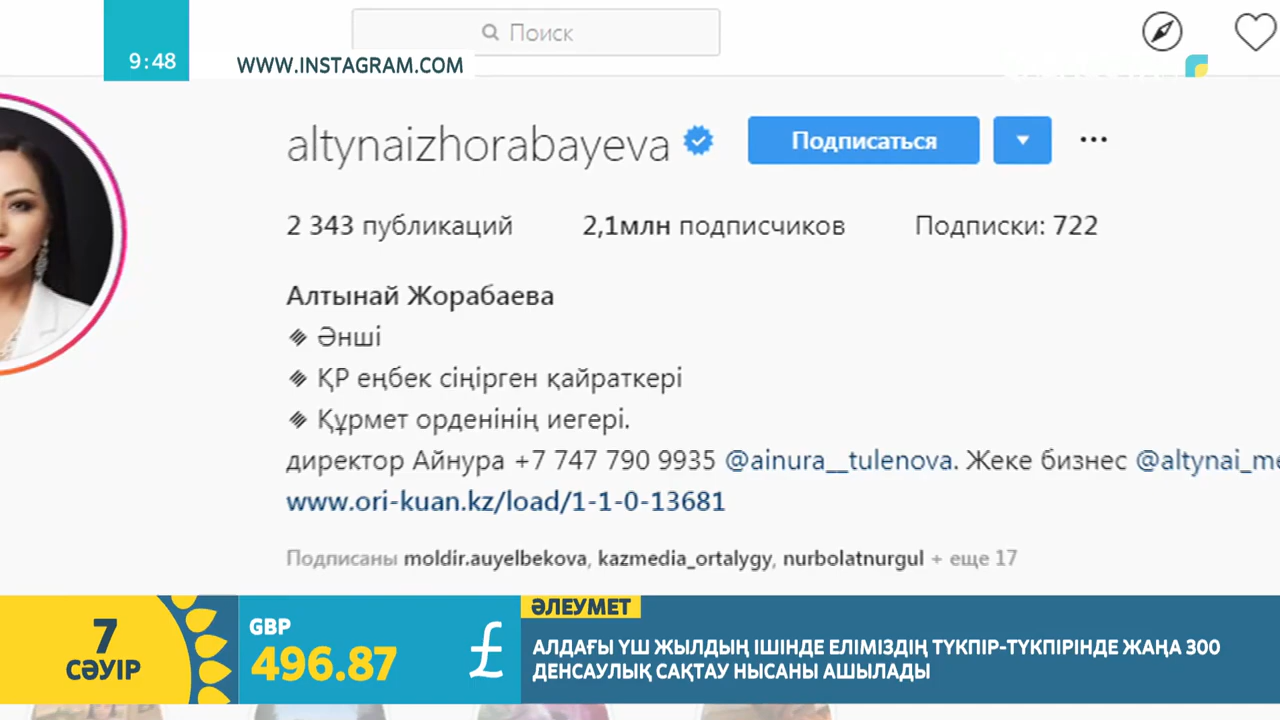 9:48
Поиск
WWW.INSTAGRAM.COM
altynaizhorabayeva
Подписаться
2 343 публикаций 2,1млн подписчиков Подписки: 722
Алтынай Жорабаева
Әнші
ҚР еңбек сіңірген қайраткері
Құрмет орденінің иегері.
директор Айнура +7 747 790 9935 @ainura__tulenova. Жеке бизнес @altynai_me
www.ori-kuan.kz/load/1-1-0-13681
Подписаны moldir.auyelbekova, kazmedia_ortalygy, nurbolatnurgul + еще 17
7
СӘУІР
GBP
496.87
£
ӘЛЕУМЕТ
АЛДАҒЫ ҮШ ЖЫЛДЫҢ ІШІНДЕ ЕЛІМІЗДІҢ ТҮКПІР-ТҮКПІРІНДЕ ЖАҢА 300
ДЕНСАУЛЫҚ САҚТАУ НЫСАНЫ АШЫЛАДЫ